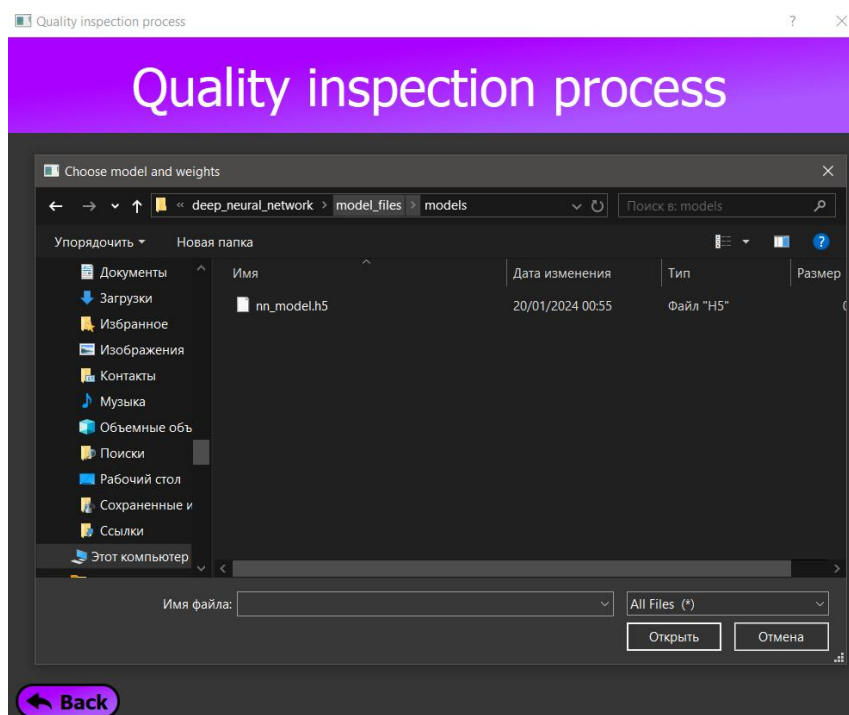 Quality inspection process
Quality inspection process
Choose model and weights
« deep_neural_network > model_files > models
Поиск в: models
Упорядочить
Новая папка
Имя
Дата изменения
Тип
Размер
nn_model.h5
20/01/2024 00:55
Файл "H5"
Документы
Загрузки
Избранное
Изображения
Контакты
Музыка
Объемные объ
Поиски
Рабочий стол
Сохраненные и
Ссылки
Этот компьютер
Имя файла:
All Files (*)
Открыть
Отмена
Back